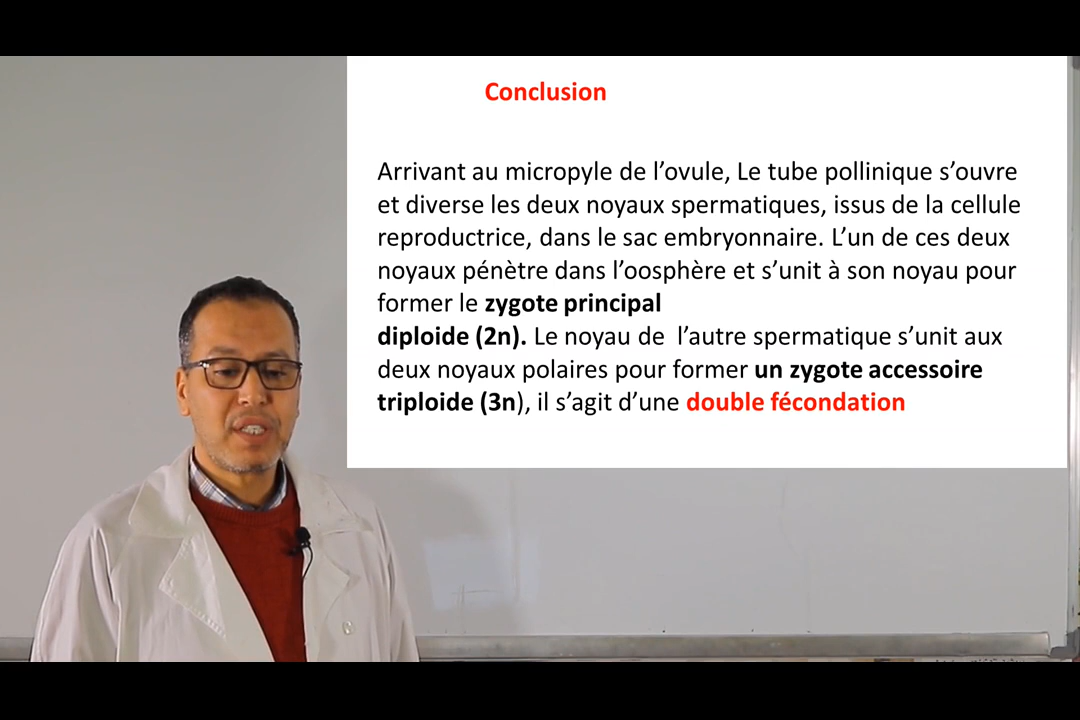 Conclusion
Arrivant au micropyle de l’ovule, Le tube pollinique s’ouvre
et diverse les deux noyaux spermatiques, issus de la cellule
reproductrice, dans le sac embryonnaire. L’un de ces deux
noyaux pénètre dans l’oosphère et s’unit à son noyau pour
former le zygote principal
diploide (2n). Le noyau de  l’autre spermatique s’unit aux
deux noyaux polaires pour former un zygote accessoire
triploide (3n), il s’agit d’une double fécondation